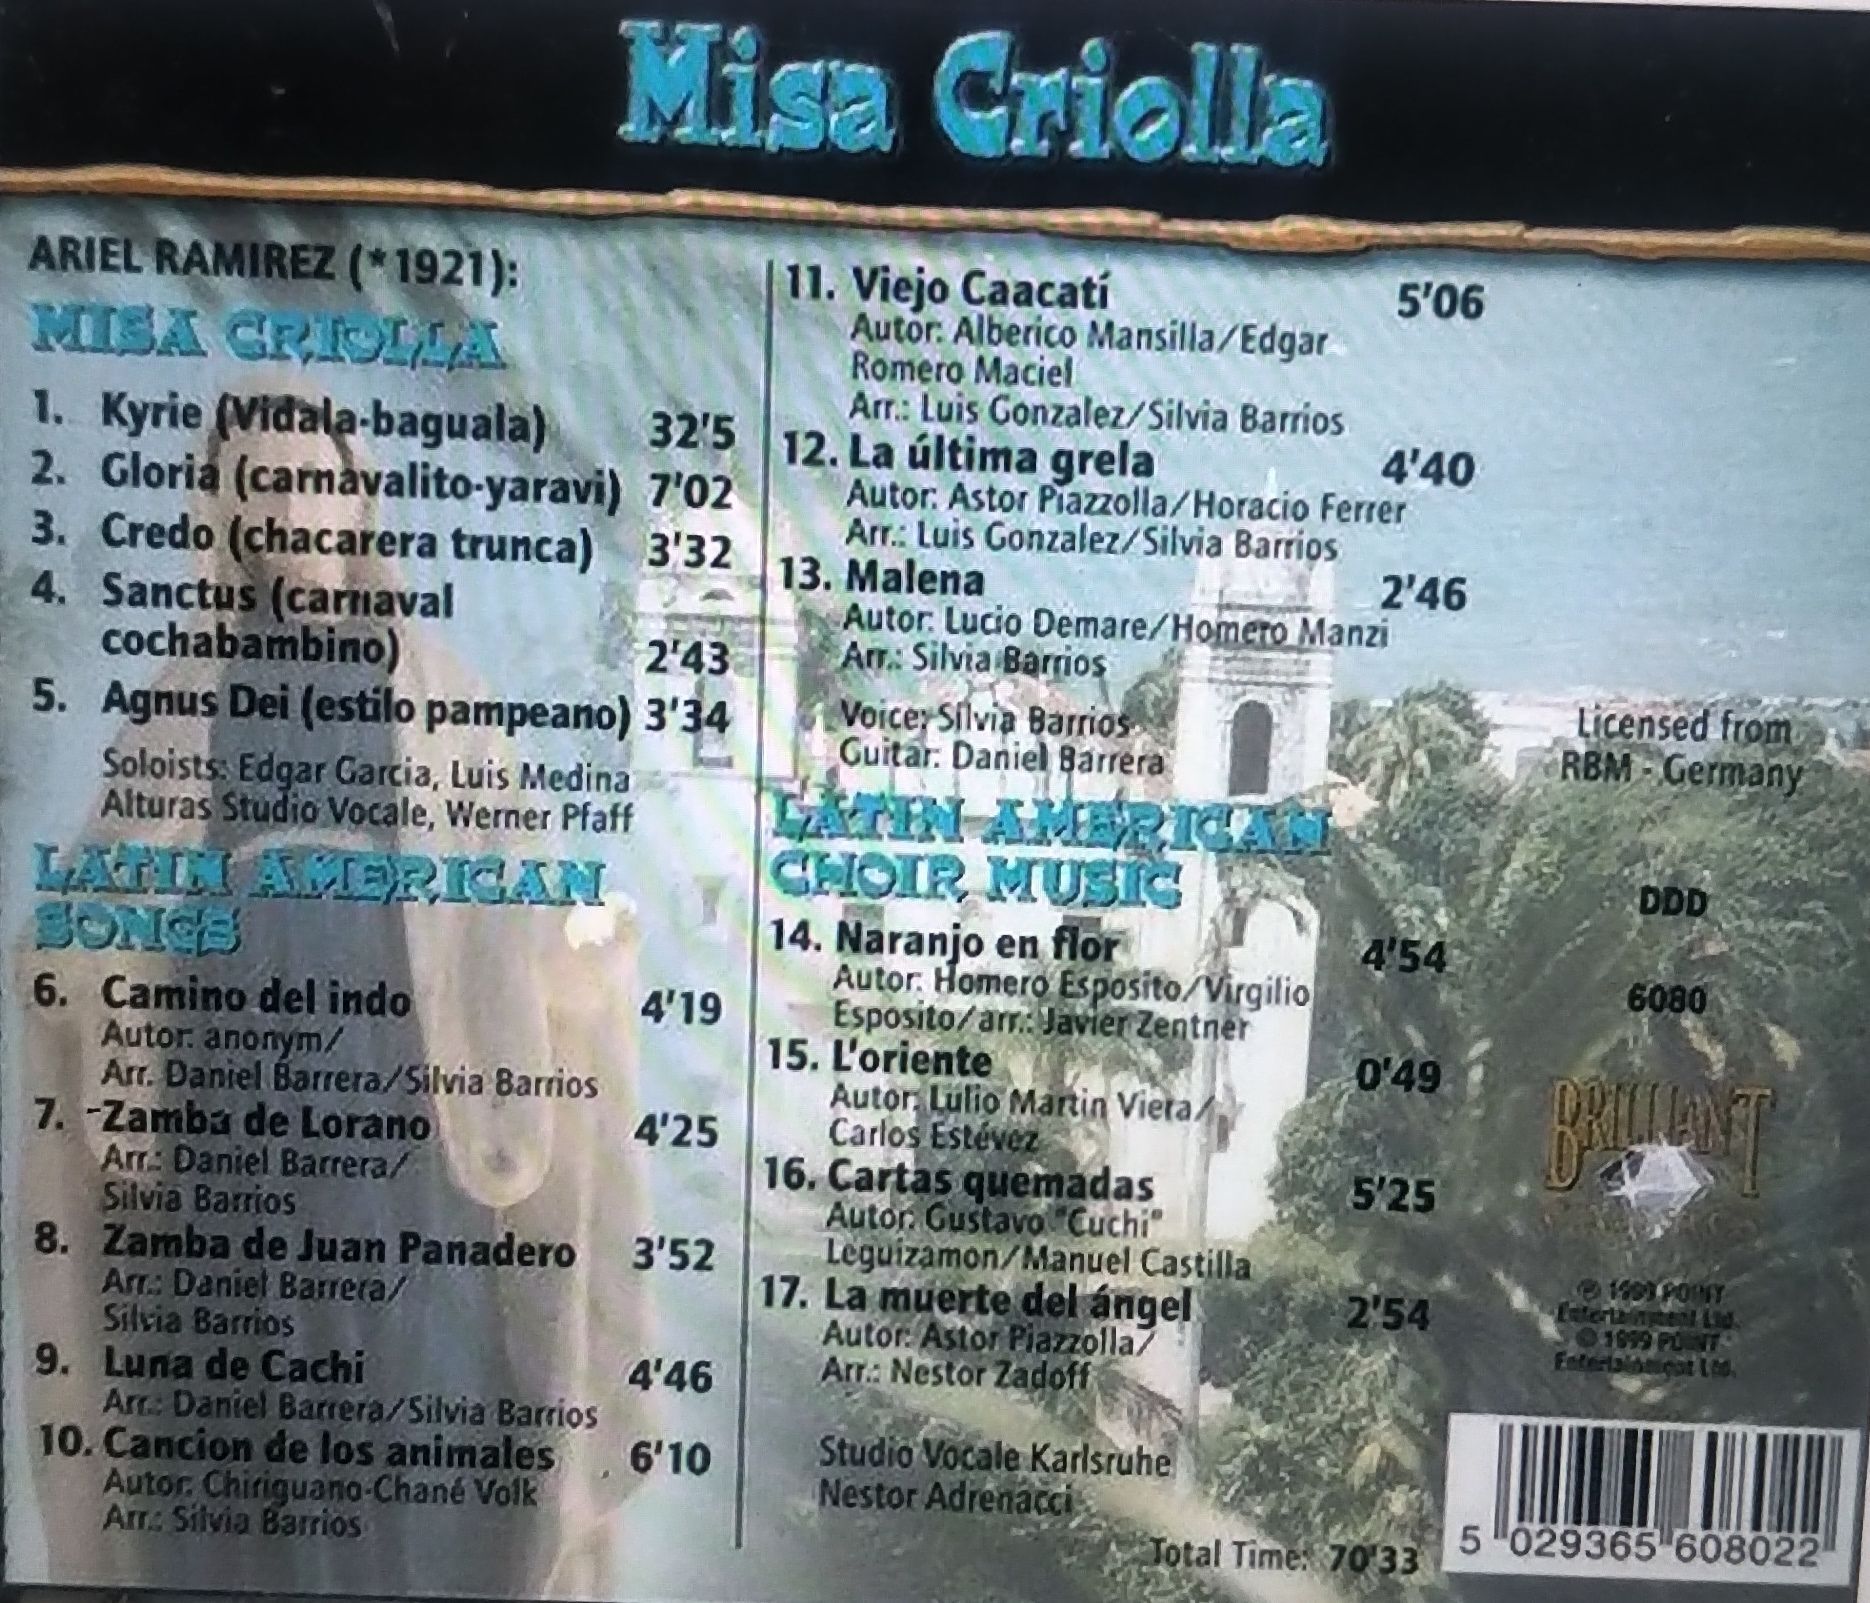 Misa Criolla
ARIEL RAMIREZ (*1921):
MISA CRIOLLA
1. Kyrie (Vidala-baguala) 32'5
2. Gloria (carnavalito-yaravi) 7'02
3. Credo (chacarera trunca) 3'32
4. Sanctus (carnaval
cochabambino) 2'43
5. Agnus Dei (estilo pampeano) 3'34
Soloists: Edgar Garcia, Luis Medina
Alturas Studio Vocale, Werner Pfaff
LATIN AMERICAN
SONGS
6. Camino del indo 4'19
Autor: anonym/
Arr. Daniel Barrera/Silvia Barrios
7. Zamba de Lorano 4'25
Arr.: Daniel Barrera/
Silvia Barrios
8. Zamba de Juan Panadero 3'52
Arr.: Daniel Barrera/
Silvia Barrios
9. Luna de Cachi 4'46
Arr.: Daniel Barrera/Silvia Barrios
10. Cancion de los animales 6'10
Autor: Chiriguano-Chané Volk
Arr.: Silvia Barrios
11. Viejo Caacatí 5'06
Autor: Alberico Mansilla/Edgar
Romero Maciel
Arr.: Luis Gonzalez/Silvia Barrios
12. La última grela 4'40
Autor: Astor Piazzolla/Horacio Ferrer
Arr.: Luis Gonzalez/Silvia Barrios
13. Malena 2'46
Autor: Lucio Demare/Homero Manzi
Arr.: Silvia Barrios
Voice: Silvia Barrios
Guitar: Daniel Barrera
LATIN AMERICAN
CHOIR MUSIC
14. Naranjo en flor 4'54
Autor: Homero Esposito/Virgilio
Esposito/arr.: Javier Zentner
15. L'oriente 0'49
Autor: Lulio Martin Viera/
Carlos Estévez
16. Cartas quemadas 5'25
Autor: Gustavo "Cuchi"
Leguizamon/Manuel Castilla
17. La muerte del ángel 2'54
Autor: Astor Piazzolla/
Arr.: Nestor Zadoff
Studio Vocale Karlsruhe
Nestor Adrenacci
Total Time: 70'33
Licensed from
RBM - Germany
DDD
6080
BRILLIANT
℗ 1999 POINT
Entertainment Ltd.
© 1999 POINT
Entertainment Ltd.
5 029365 608022